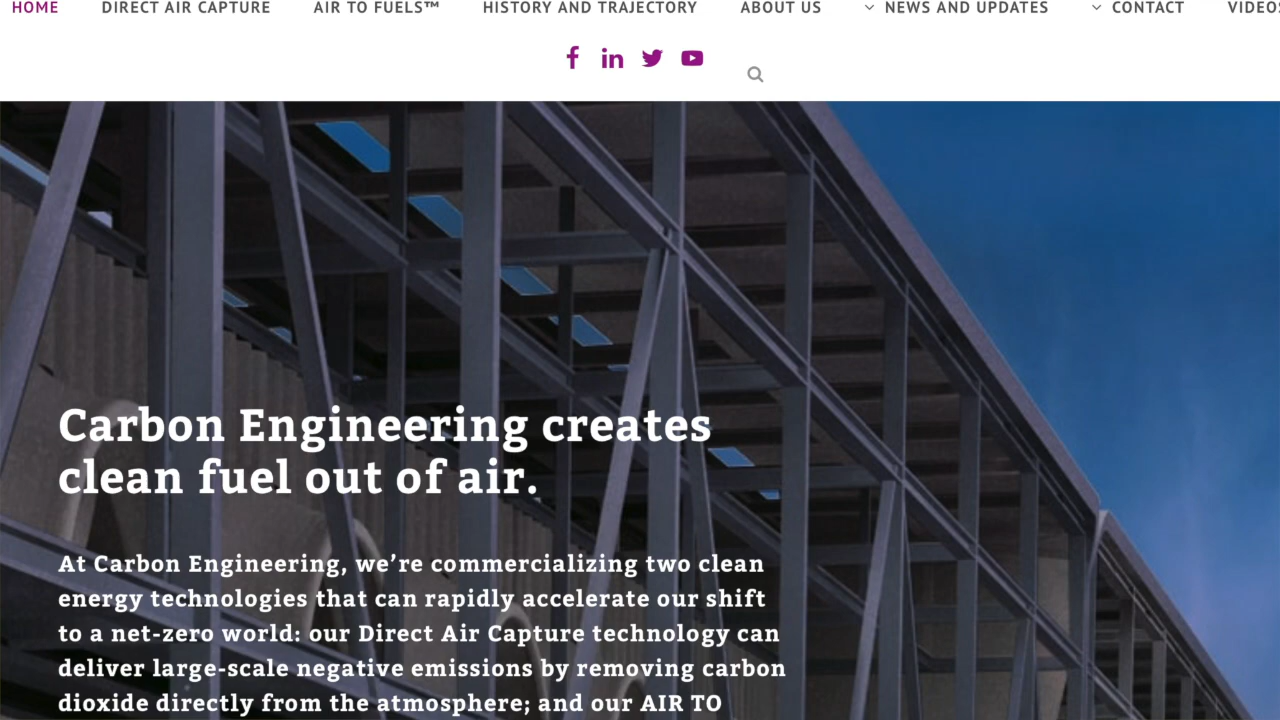 HOME DIRECT AIR CAPTURE AIR TO FUELS™ HISTORY AND TRAJECTORY ABOUT US NEWS AND UPDATES CONTACT VIDEOS
Carbon Engineering creates
clean fuel out of air.
At Carbon Engineering, we’re commercializing two clean
energy technologies that can rapidly accelerate our shift
to a net-zero world: our Direct Air Capture technology can
deliver large-scale negative emissions by removing carbon
dioxide directly from the atmosphere; and our AIR TO